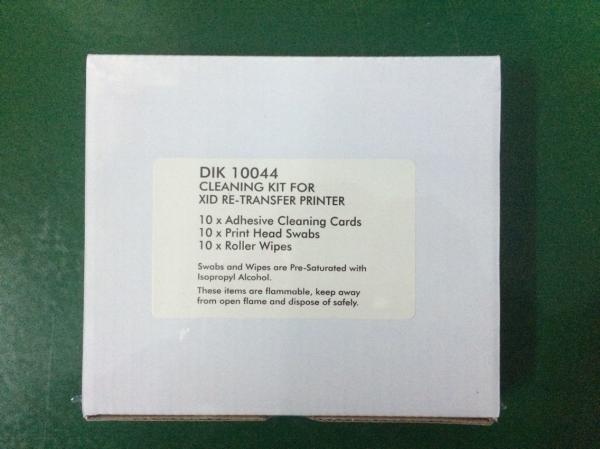 DIK 10044
CLEANING KIT FOR
XID RE-TRANSFER PRINTER
10 x Adhesive Cleaning Cards
10 x Print Head Swabs
10 x Roller Wipes
Swabs and Wipes are Pre-Saturated with
Isopropyl Alcohol.
These items are flammable, keep away
from open flame and dispose of safely.